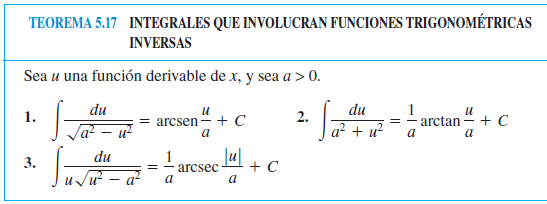 TEOREMA 5.17 INTEGRALES QUE INVOLUCRAN FUNCIONES TRIGONOMÉTRICAS
INVERSAS
Sea u una función derivable de x, y sea a > 0.
1. ∫ du / √(a² − u²) = arcsen u/a + C 2. ∫ du / (a² + u²) = 1/a arctan u/a + C
3. ∫ du / (u√(u² − a²)) = 1/a arcsec |u|/a + C